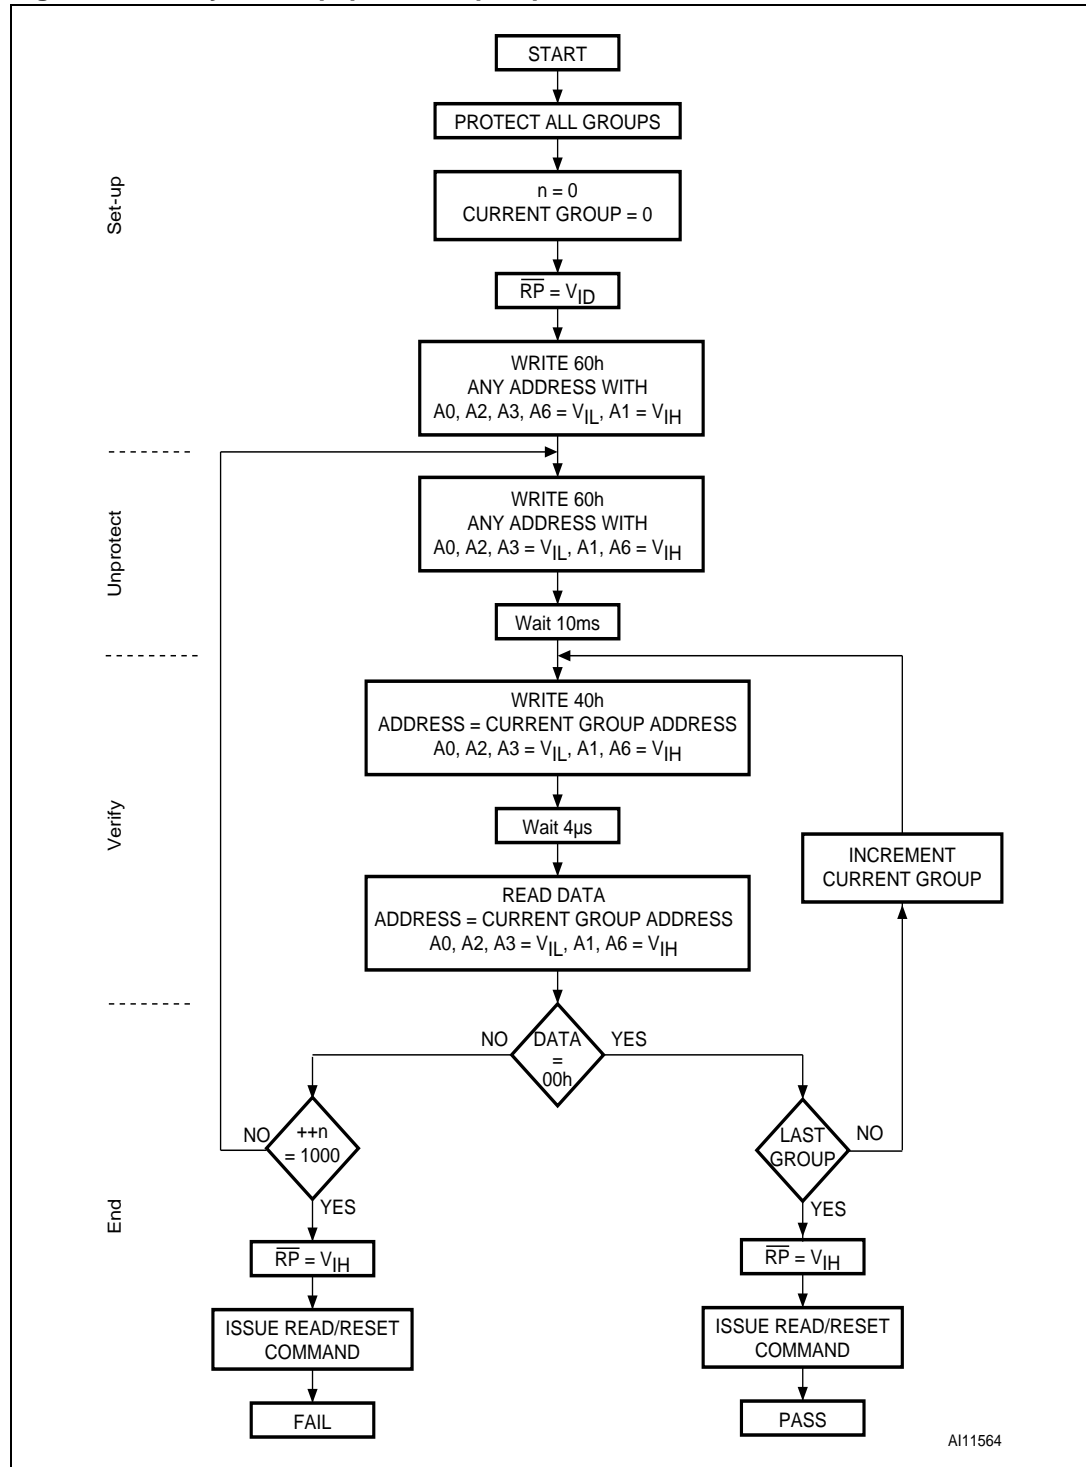 START
PROTECT ALL GROUPS
n = 0
CURRENT GROUP = 0
Set-up
RP = VID
WRITE 60h
ANY ADDRESS WITH
A0, A2, A3, A6 = VIL, A1 = VIH
Unprotect
WRITE 60h
ANY ADDRESS WITH
A0, A2, A3 = VIL, A1, A6 = VIH
Wait 10ms
Verify
WRITE 40h
ADDRESS = CURRENT GROUP ADDRESS
A0, A2, A3 = VIL, A1, A6 = VIH
Wait 4µs
INCREMENT
CURRENT GROUP
READ DATA
ADDRESS = CURRENT GROUP ADDRESS
A0, A2, A3 = VIL, A1, A6 = VIH
End
NO
DATA
=
00h
YES
NO
++n
= 1000
YES
LAST
GROUP
NO
YES
RP = VIH
RP = VIH
ISSUE READ/RESET
COMMAND
ISSUE READ/RESET
COMMAND
FAIL
PASS
AI11564